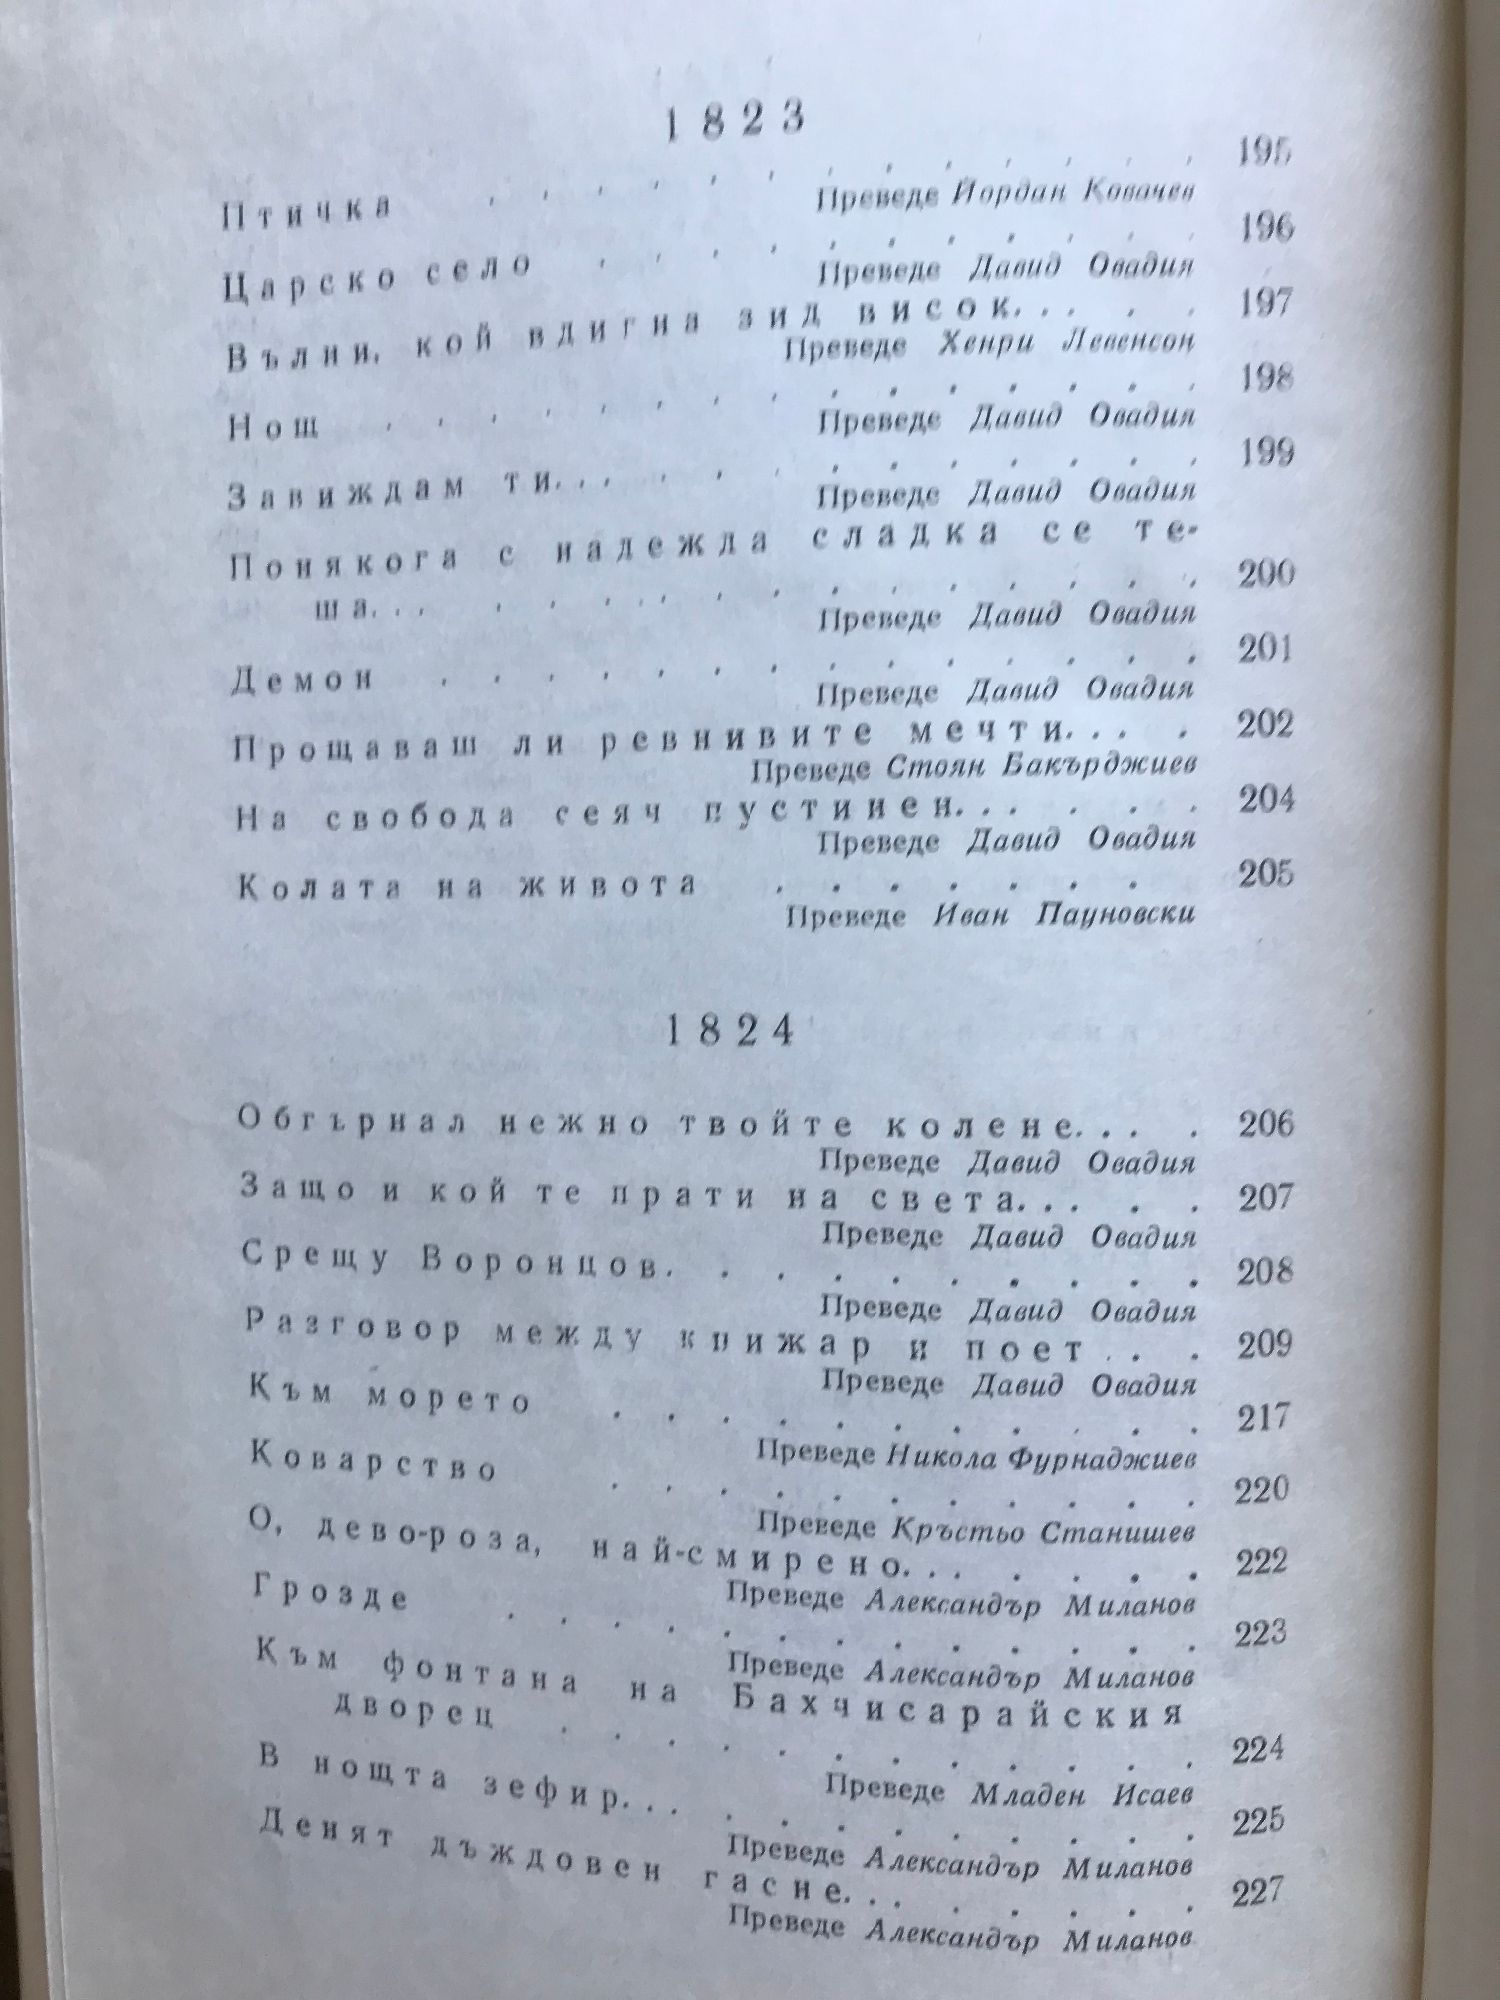 1823
Птичка . . . . . . . . . . . . . 195
Преведе Йордан Ковачев
Царско село . . . . . . . . . . . 196
Преведе Давид Овадия
Вълни, кой вдигна зид висок. . . . . 197
Преведе Хенри Левенсон
Нощ . . . . . . . . . . . . . . . 198
Преведе Давид Овадия
Завиждам ти. . . . . . . . . . . . 199
Преведе Давид Овадия
Понякога с надежда сладка се те-
ша. . . . . . . . . . . . . . . 200
Преведе Давид Овадия
Демон . . . . . . . . . . . . . . 201
Преведе Давид Овадия
Прощаваш ли ревнивите мечти. . . . 202
Преведе Стоян Бакърджиев
На свобода сеяч пустинен. . . . . . 204
Преведе Давид Овадия
Колата на живота . . . . . . . 205
Преведе Иван Пауновски
1824
Обгърнал нежно твойте колене. . . . 206
Преведе Давид Овадия
Защо и кой те прати на света. . . . . 207
Преведе Давид Овадия
Срещу Воронцов. . . . . . . . . . 208
Преведе Давид Овадия
Разговор между книжар и поет . . . 209
Преведе Давид Овадия
Към морето . . . . . . . . . . . 217
Преведе Никола Фурнаджиев
Коварство . . . . . . . . . . . 220
Преведе Кръстьо Станишев
О, дево-роза, най-смирено. . . . . . . 222
Преведе Александър Миланов
Грозде . . . . . . . . . . . . . 223
Преведе Александър Миланов
Към фонтана на Бахчисарайския
дворец . . . . . . . . . . . . 224
Преведе Младен Исаев
В нощта зефир. . . . . . . . . . . . 225
Преведе Александър Миланов
Денят дъждовен гасне. . . . . . . . 227
Преведе Александър Миланов